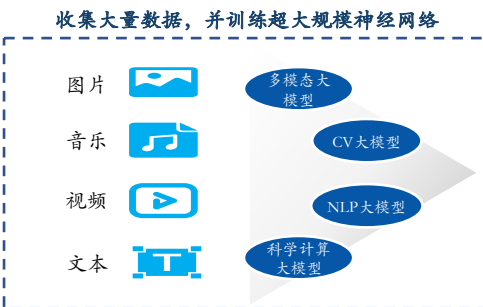 收集大量数据，并训练超大规模神经网络
图片
多模态大
模型
音乐
CV大模型
视频
NLP大模型
文本
T
科学计算
大模型